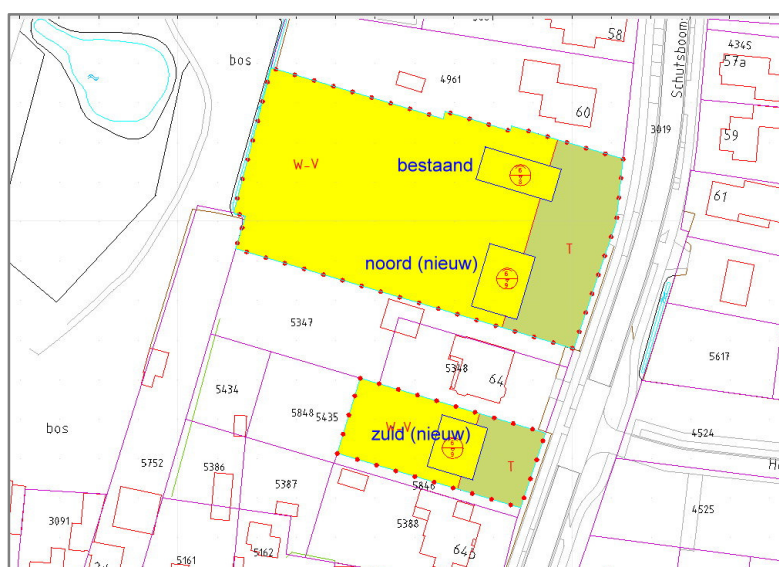 58
Schutsboom
4345
57a
bos
4961
60
3019
59
W-V
bestaand
61
T
noord (nieuw)
5347
5348
64
5617
5434
5848
5435
W-V
zuid (nieuw)
4524
bos
T
5752
5386
5387
5846
3091
5388
4525
5161
5162
64b